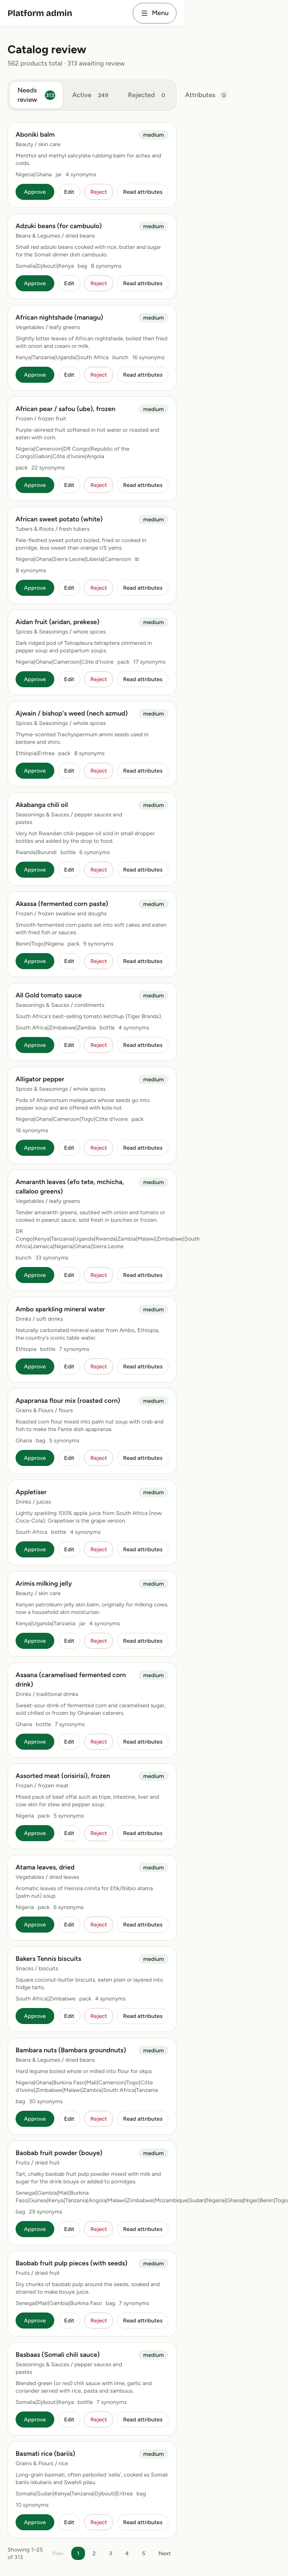 Platform admin
Menu
Catalog review
562 products total · 313 awaiting review
Needs review 313
Active 249
Rejected 0
Attributes 0
Aboniki balm
medium
Beauty / skin care
Menthol and methyl salicylate rubbing balm for aches and
colds.
Nigeria|Ghana jar 4 synonyms
Approve Edit Reject Read attributes
Adzuki beans (for cambuulo)
medium
Beans & Legumes / dried beans
Small red adzuki beans cooked with rice, butter and sugar
for the Somali dinner dish cambuulo.
Somalia|Djibouti|Kenya bag 8 synonyms
Approve Edit Reject Read attributes
African nightshade (managu)
medium
Vegetables / leafy greens
Slightly bitter leaves of African nightshade, boiled then fried
with onion and cream or milk.
Kenya|Tanzania|Uganda|South Africa bunch 16 synonyms
Approve Edit Reject Read attributes
African pear / safou (ube), frozen
medium
Frozen / frozen fruit
Purple-skinned fruit softened in hot water or roasted and
eaten with corn.
Nigeria|Cameroon|DR Congo|Republic of the
Congo|Gabon|Côte d'Ivoire|Angola
pack 22 synonyms
Approve Edit Reject Read attributes
African sweet potato (white)
medium
Tubers & Roots / fresh tubers
Pale-fleshed sweet potato boiled, fried or cooked in
porridge, less sweet than orange US yams.
Nigeria|Ghana|Sierra Leone|Liberia|Cameroon lb
8 synonyms
Approve Edit Reject Read attributes
Aidan fruit (aridan, prekese)
medium
Spices & Seasonings / whole spices
Dark ridged pod of Tetrapleura tetraptera simmered in
pepper soup and postpartum soups.
Nigeria|Ghana|Cameroon|Côte d'Ivoire pack 17 synonyms
Approve Edit Reject Read attributes
Ajwain / bishop's weed (nech azmud)
medium
Spices & Seasonings / whole spices
Thyme-scented Trachyspermum ammi seeds used in
berbere and shiro.
Ethiopia|Eritrea pack 8 synonyms
Approve Edit Reject Read attributes
Akabanga chili oil
medium
Seasonings & Sauces / pepper sauces and
pastes
Very hot Rwandan chili-pepper oil sold in small dropper
bottles and added by the drop to food.
Rwanda|Burundi bottle 6 synonyms
Approve Edit Reject Read attributes
Akassa (fermented corn paste)
medium
Frozen / frozen swallow and doughs
Smooth fermented corn paste set into soft cakes and eaten
with fried fish or sauces.
Benin|Togo|Nigeria pack 9 synonyms
Approve Edit Reject Read attributes
All Gold tomato sauce
medium
Seasonings & Sauces / condiments
South Africa's best-selling tomato ketchup (Tiger Brands).
South Africa|Zimbabwe|Zambia bottle 4 synonyms
Approve Edit Reject Read attributes
Alligator pepper
medium
Spices & Seasonings / whole spices
Pods of Aframomum melegueta whose seeds go into
pepper soup and are offered with kola nut.
Nigeria|Ghana|Cameroon|Togo|Côte d'Ivoire pack
16 synonyms
Approve Edit Reject Read attributes
Amaranth leaves (efo tete, mchicha,
callaloo greens)
medium
Vegetables / leafy greens
Tender amaranth greens, sautéed with onion and tomato or
cooked in peanut sauce; sold fresh in bunches or frozen.
DR
Congo|Kenya|Tanzania|Uganda|Rwanda|Zambia|Malawi|Zimbabwe|South
Africa|Jamaica|Nigeria|Ghana|Sierra Leone
bunch 33 synonyms
Approve Edit Reject Read attributes
Ambo sparkling mineral water
medium
Drinks / soft drinks
Naturally carbonated mineral water from Ambo, Ethiopia,
the country's iconic table water.
Ethiopia bottle 7 synonyms
Approve Edit Reject Read attributes
Apapransa flour mix (roasted corn)
medium
Grains & Flours / flours
Roasted corn flour mixed into palm nut soup with crab and
fish to make the Fante dish apapransa.
Ghana bag 5 synonyms
Approve Edit Reject Read attributes
Appletiser
medium
Drinks / juices
Lightly sparkling 100% apple juice from South Africa (now
Coca-Cola); Grapetizer is the grape version.
South Africa bottle 4 synonyms
Approve Edit Reject Read attributes
Arimis milking jelly
medium
Beauty / skin care
Kenyan petroleum-jelly skin balm, originally for milking cows,
now a household skin moisturiser.
Kenya|Uganda|Tanzania jar 4 synonyms
Approve Edit Reject Read attributes
Asaana (caramelised fermented corn
drink)
medium
Drinks / traditional drinks
Sweet-sour drink of fermented corn and caramelised sugar,
sold chilled or frozen by Ghanaian caterers.
Ghana bottle 7 synonyms
Approve Edit Reject Read attributes
Assorted meat (orisirisi), frozen
medium
Frozen / frozen meat
Mixed pack of beef offal such as tripe, intestine, liver and
cow skin for stew and pepper soup.
Nigeria pack 5 synonyms
Approve Edit Reject Read attributes
Atama leaves, dried
medium
Vegetables / dried leaves
Aromatic leaves of Heinsia crinita for Efik/Ibibio atama
(palm nut) soup.
Nigeria pack 6 synonyms
Approve Edit Reject Read attributes
Bakers Tennis biscuits
medium
Snacks / biscuits
Square coconut-butter biscuits, eaten plain or layered into
fridge tarts.
South Africa|Zimbabwe pack 4 synonyms
Approve Edit Reject Read attributes
Bambara nuts (Bambara groundnuts)
medium
Beans & Legumes / dried beans
Hard legume boiled whole or milled into flour for okpa.
Nigeria|Ghana|Burkina Faso|Mali|Cameroon|Togo|Côte
d'Ivoire|Zimbabwe|Malawi|Zambia|South Africa|Tanzania
bag 30 synonyms
Approve Edit Reject Read attributes
Baobab fruit powder (bouye)
medium
Fruits / dried fruit
Tart, chalky baobab fruit pulp powder mixed with milk and
sugar for the drink bouye or added to porridges.
Senegal|Gambia|Mali|Burkina
Faso|Guinea|Kenya|Tanzania|Angola|Malawi|Zimbabwe|Mozambique|Sudan|Nigeria|Ghana|Niger|Benin|Togo
bag 29 synonyms
Approve Edit Reject Read attributes
Baobab fruit pulp pieces (with seeds)
medium
Fruits / dried fruit
Dry chunks of baobab pulp around the seeds, soaked and
strained to make bouye juice.
Senegal|Mali|Gambia|Burkina Faso bag 7 synonyms
Approve Edit Reject Read attributes
Basbaas (Somali chili sauce)
medium
Seasonings & Sauces / pepper sauces and
pastes
Blended green (or red) chili sauce with lime, garlic and
coriander served with rice, pasta and sambuus.
Somalia|Djibouti|Kenya bottle 7 synonyms
Approve Edit Reject Read attributes
Basmati rice (bariis)
medium
Grains & Flours / rice
Long-grain basmati, often parboiled 'sella', cooked as Somali
bariis iskukaris and Swahili pilau.
Somalia|Sudan|Kenya|Tanzania|Djibouti|Eritrea bag
10 synonyms
Approve Edit Reject Read attributes
Showing 1–25
of 313
Prev 1 2 3 4 5 Next